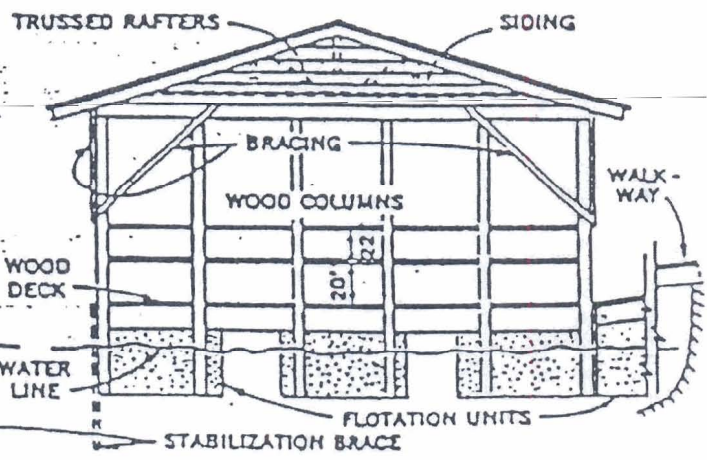 TRUSSED RAFTERS
SIDING
BRACING
WALK-
WAY
WOOD COLUMNS
22
WOOD
DECK
20"
WATER
LINE
FLOTATION UNITS
STABILIZATION BRACE